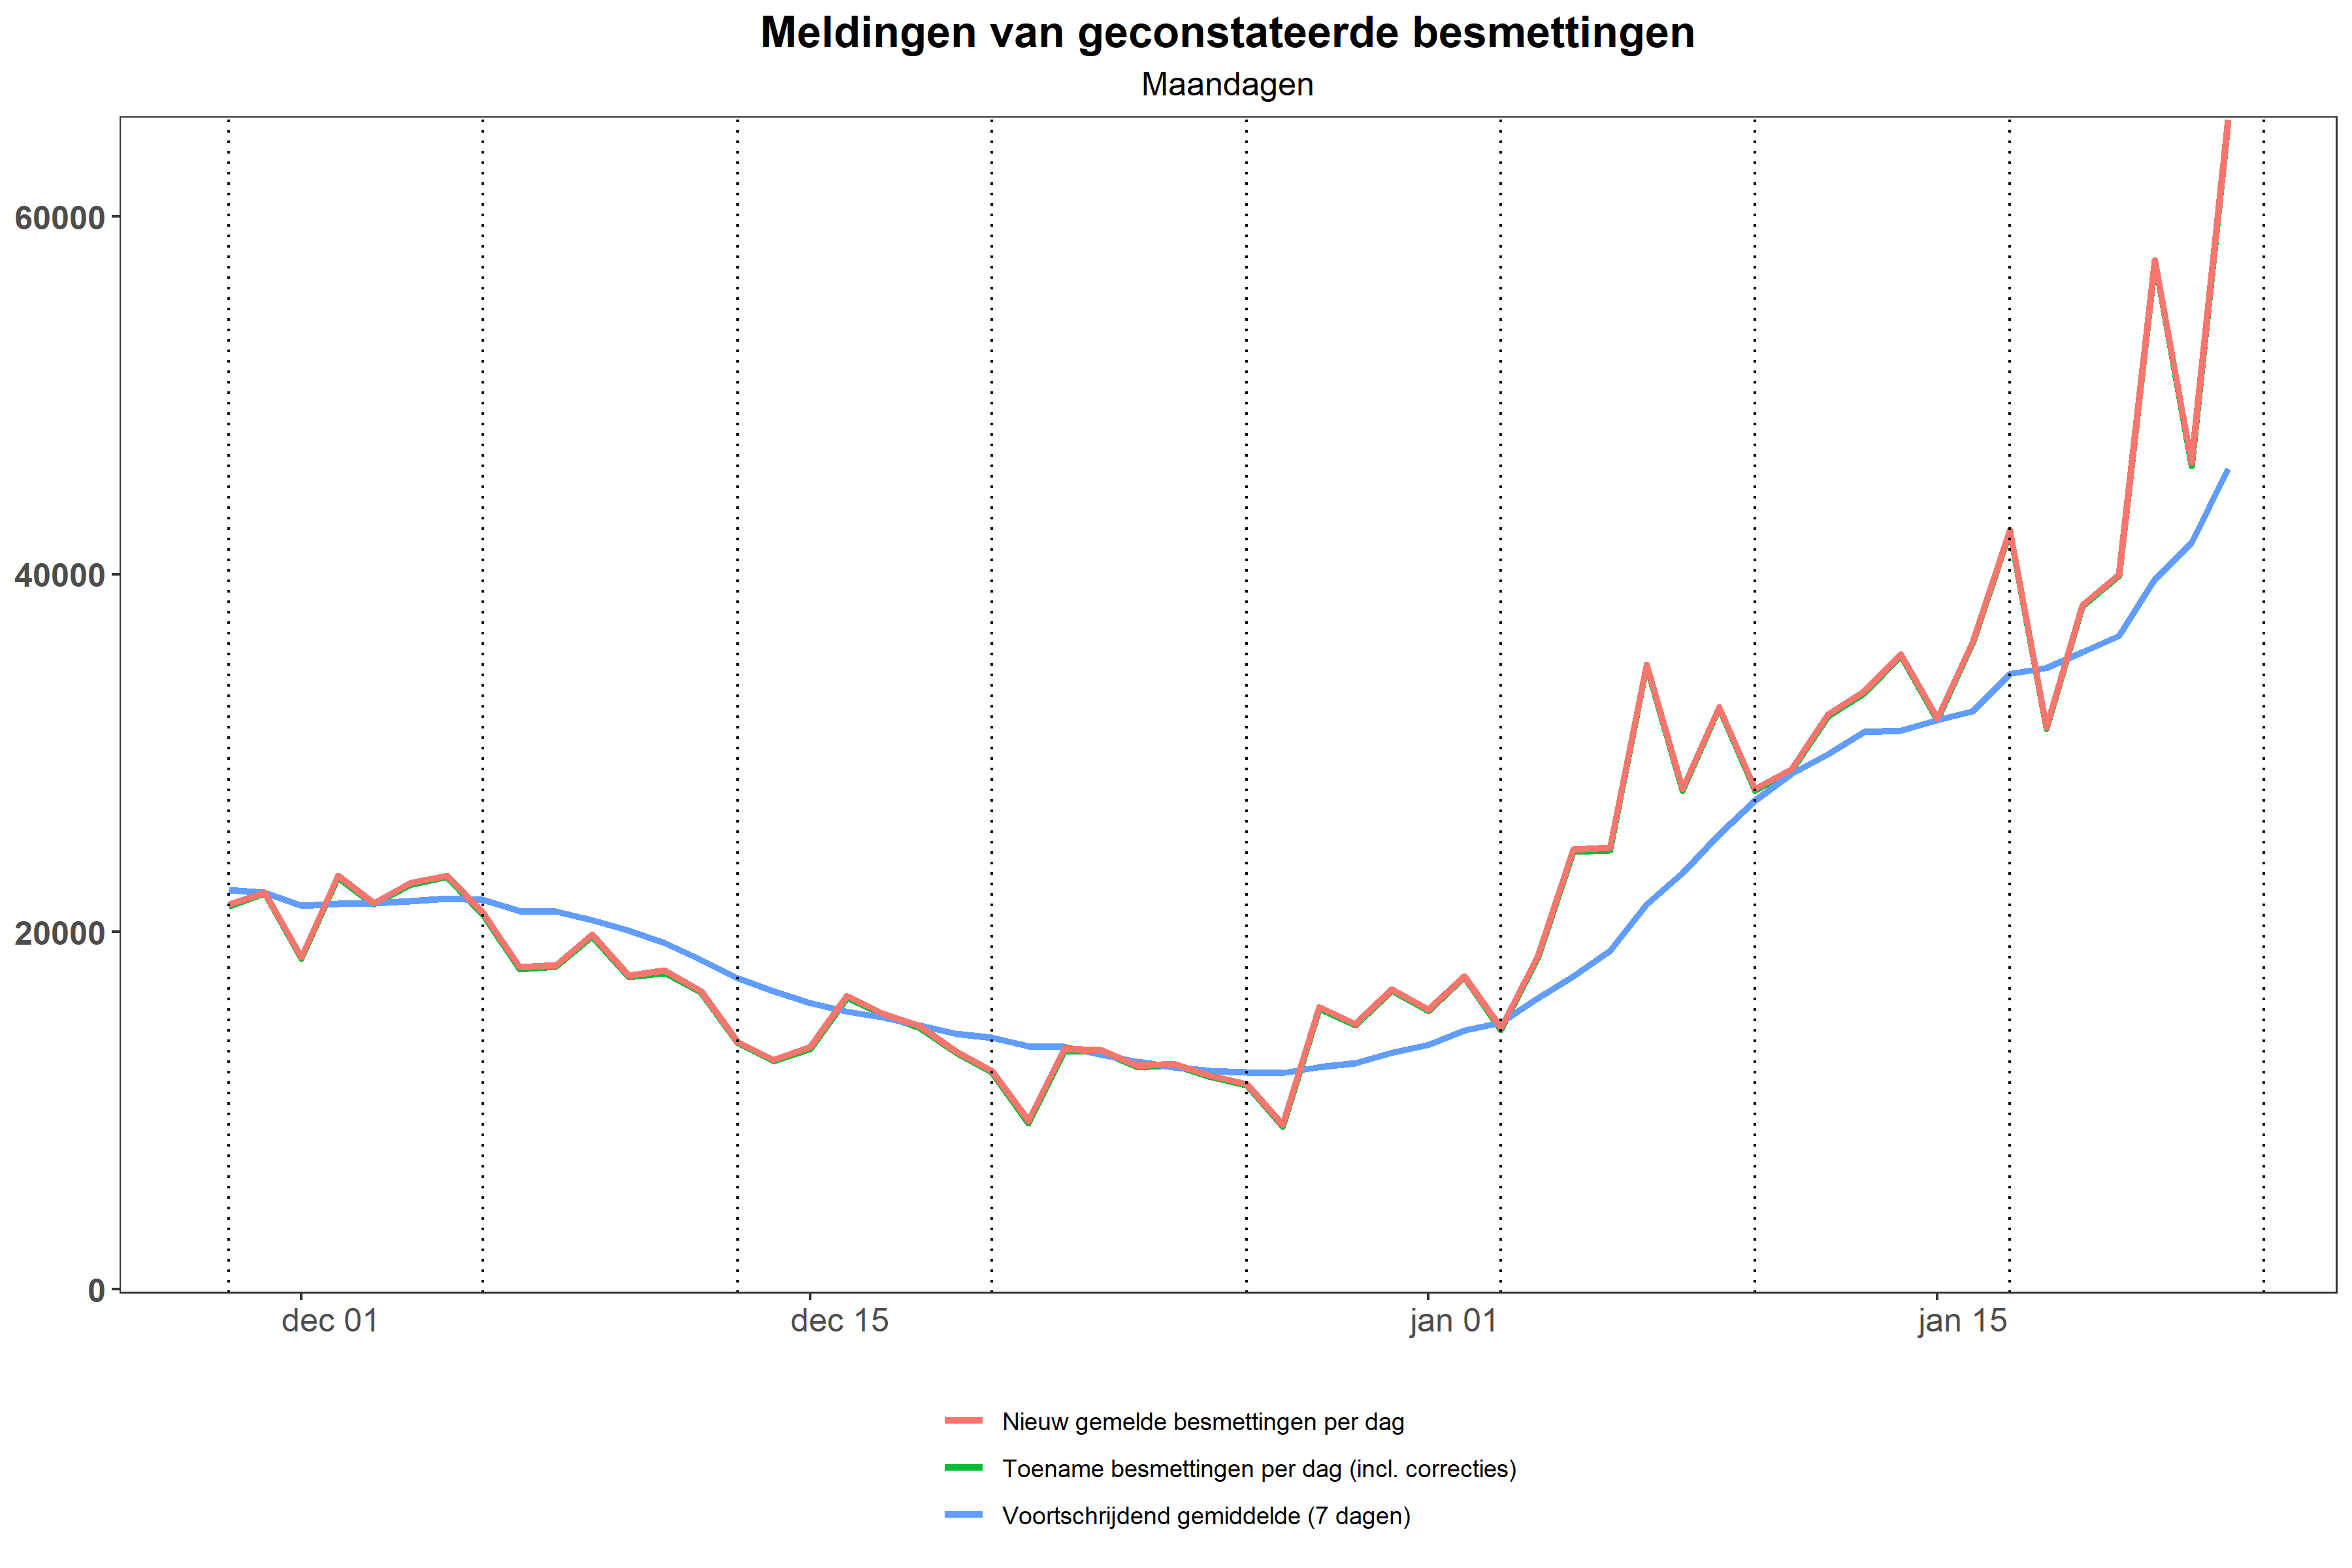 Meldingen van geconstateerde besmettingen
Maandagen
60000
40000
20000
0
dec 01
dec 15
jan 01
jan 15
Nieuw gemelde besmettingen per dag
Toename besmettingen per dag (incl. correcties)
Voortschrijdend gemiddelde (7 dagen)